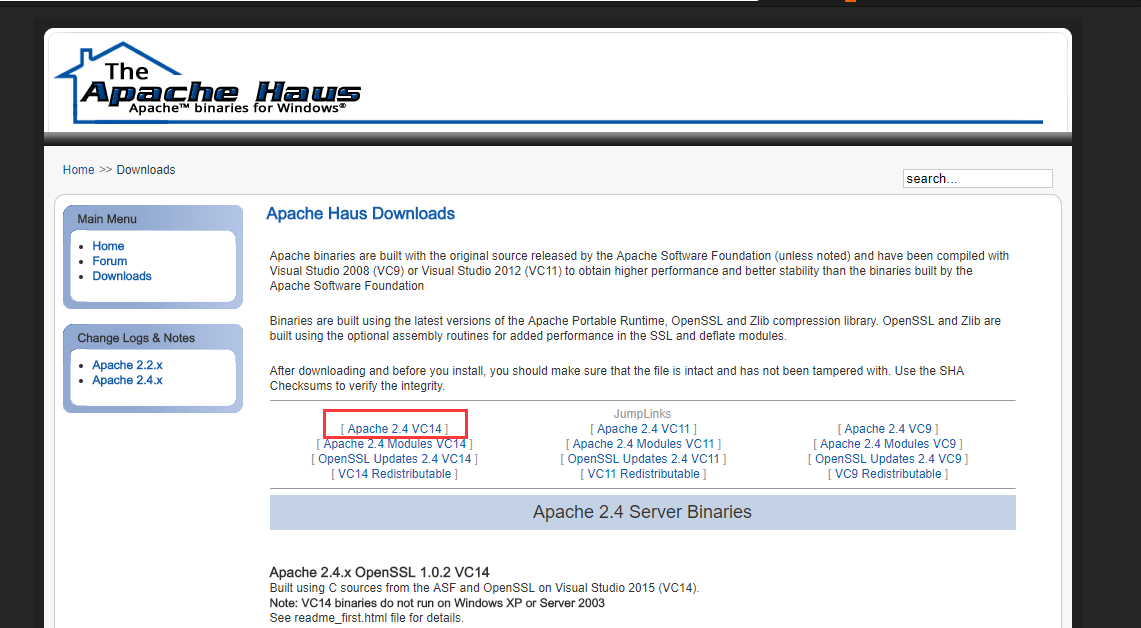 The
Apache Haus
Apache™ binaries for Windows®
Home >> Downloads
search...
Main Menu
Home
Forum
Downloads
Change Logs & Notes
Apache 2.2.x
Apache 2.4.x
Apache Haus Downloads
Apache binaries are built with the original source released by the Apache Software Foundation (unless noted) and have been compiled with
Visual Studio 2008 (VC9) or Visual Studio 2012 (VC11) to obtain higher performance and better stability than the binaries built by the
Apache Software Foundation
Binaries are built using the latest versions of the Apache Portable Runtime, OpenSSL and Zlib compression library. OpenSSL and Zlib are
built using the optional assembly routines for added performance in the SSL and deflate modules.
After downloading and before you install, you should make sure that the file is intact and has not been tampered with. Use the SHA
Checksums to verify the integrity.
JumpLinks
[ Apache 2.4 VC14 ] [ Apache 2.4 VC11 ] [ Apache 2.4 VC9 ]
[ Apache 2.4 Modules VC14 ] [ Apache 2.4 Modules VC11 ] [ Apache 2.4 Modules VC9 ]
[ OpenSSL Updates 2.4 VC14 ] [ OpenSSL Updates 2.4 VC11 ] [ OpenSSL Updates 2.4 VC9 ]
[ VC14 Redistributable ] [ VC11 Redistributable ] [ VC9 Redistributable ]
Apache 2.4 Server Binaries
Apache 2.4.x OpenSSL 1.0.2 VC14
Built using C sources from the ASF and OpenSSL on Visual Studio 2015 (VC14).
Note: VC14 binaries do not run on Windows XP or Server 2003
See readme_first.html file for details.